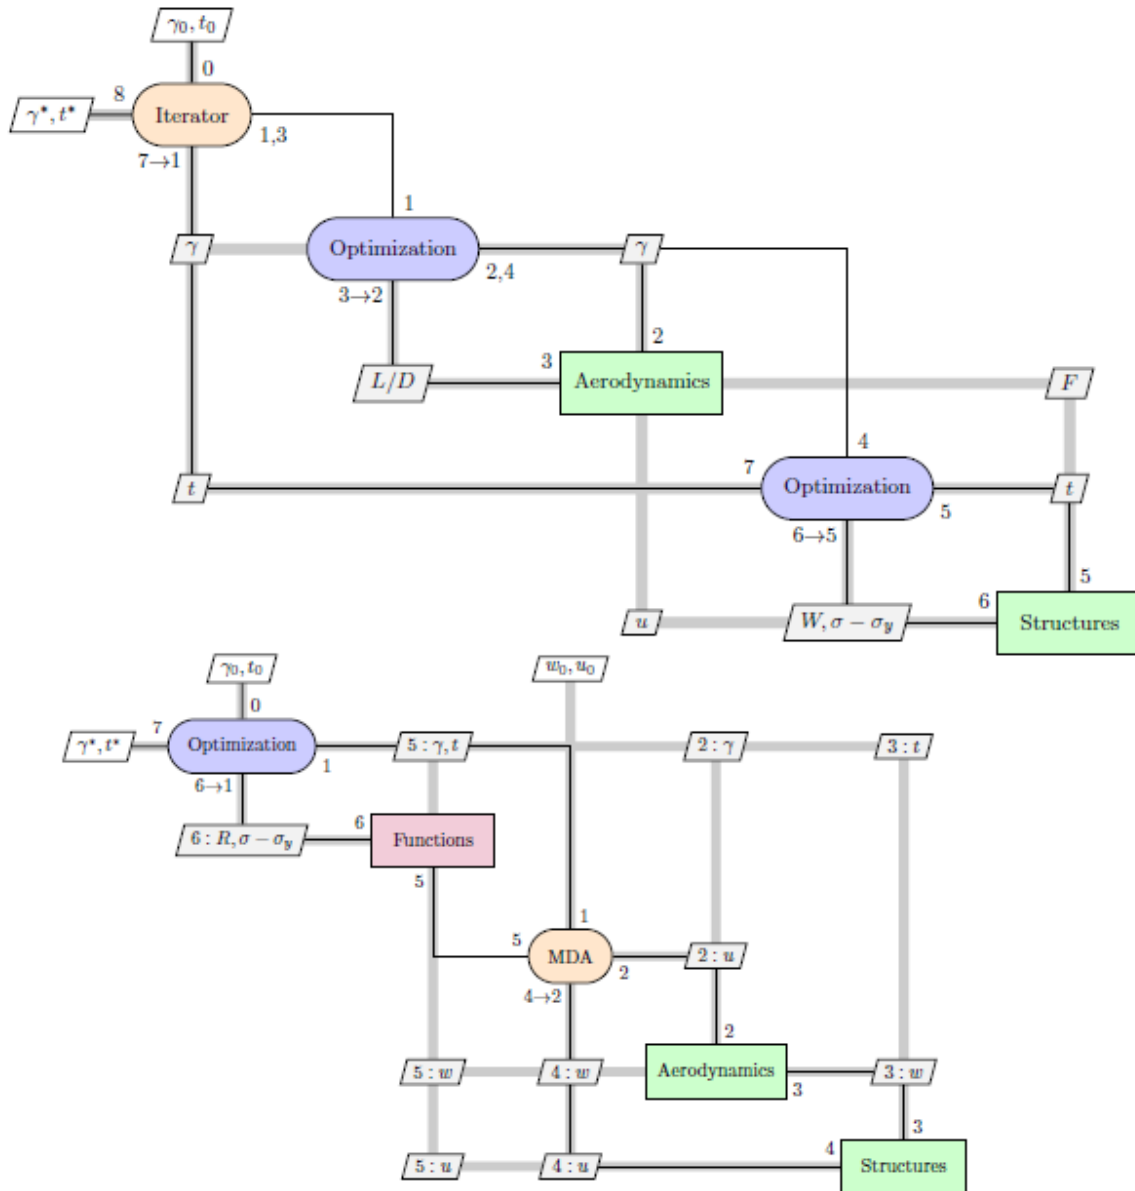 γ₀, t₀
0
8
γ*, t*
Iterator
1,3
7→1
1
γ
Optimization
γ
2,4
3→2
2
3
L/D
Aerodynamics
F
4
7
t
Optimization
t
5
6→5
5
6
u
W, σ − σ_y
Structures
γ₀, t₀
w₀, u₀
0
7
γ*, t*
Optimization
5 : γ, t
2 : γ
3 : t
1
6→1
6
6 : R, σ − σ_y
Functions
5
1
5
MDA
2 : u
2
4→2
2
5 : w
4 : w
Aerodynamics
3 : w
3
3
4
5 : u
4 : u
Structures